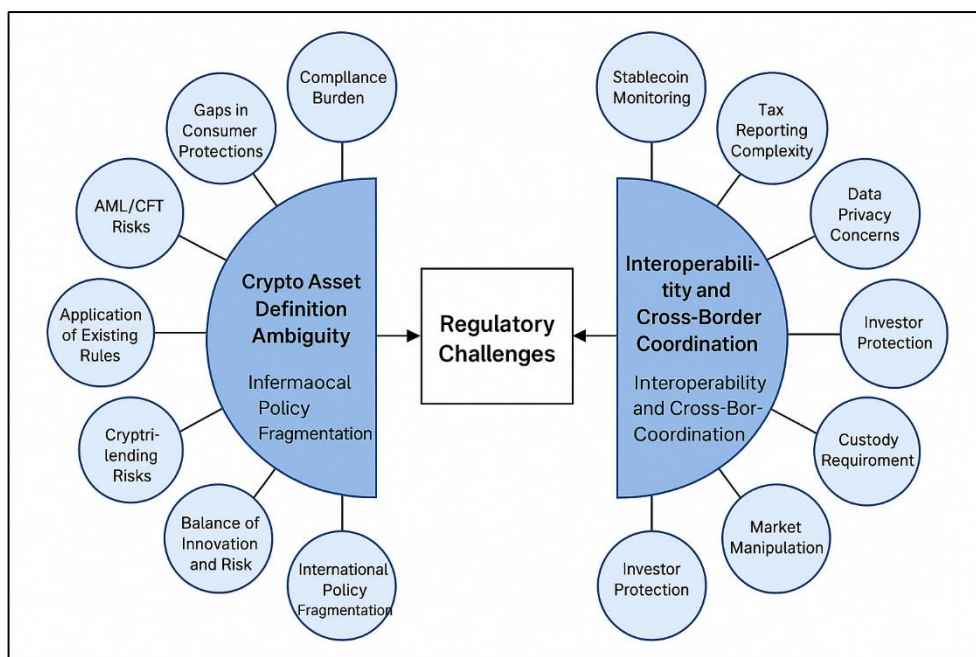 Compllance
Burden
Gaps in
Consumer
Protections
AML/CFT
Risks
Application
of Existing
Rules
Cryptri-
lending
Risks
Balance of
Innovation
and Risk
International
Policy
Fragmentation
Crypto Asset
Definition
Ambiguity
Infermaocal
Policy
Fragmentation
Regulatory
Challenges
Interoperabili-
tity and
Cross-Border
Coordination
Interoperability
and Cross-Bor-
Coordination
Stablecoin
Monitoring
Tax
Reporting
Complexity
Data
Privacy
Concerns
Investor
Protection
Custody
Requiroment
Market
Manipulation
Investor
Protection